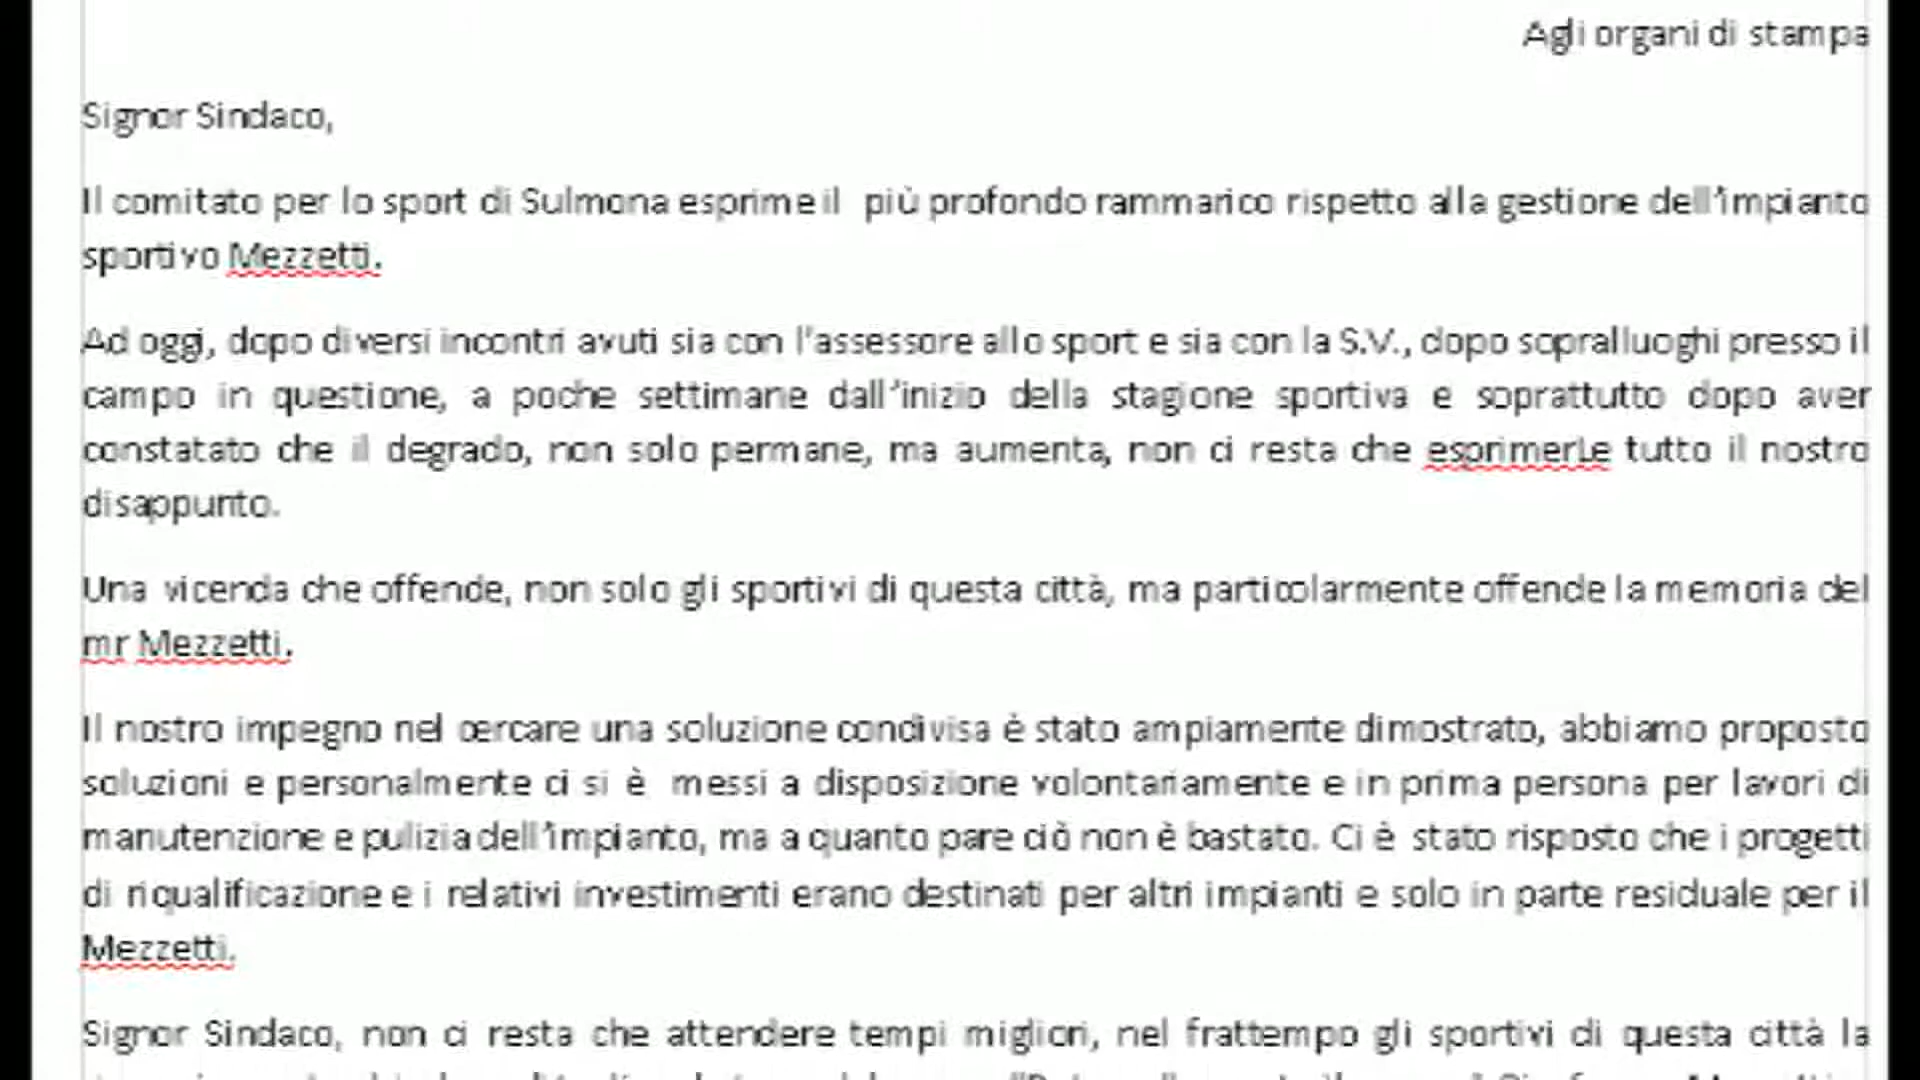 Agli organi di stampa
Signor Sindaco,
Il comitato per lo sport di Sulmona esprime il più profondo rammarico rispetto alla gestione dell'impianto
sportivo Mezzetti.
Ad oggi, dopo diversi incontri avuti sia con l'assessore allo sport e sia con la S.V., dopo sopralluoghi presso il
campo in questione, a poche settimane dall'inizio della stagione sportiva e soprattutto dopo aver
constatato che il degrado, non solo permane, ma aumenta, non ci resta che esprimerLe tutto il nostro
disappunto.
Una vicenda che offende, non solo gli sportivi di questa città, ma particolarmente offende la memoria del
mr Mezzetti.
Il nostro impegno nel cercare una soluzione condivisa è stato ampiamente dimostrato, abbiamo proposto
soluzioni e personalmente ci si è messi a disposizione volontariamente e in prima persona per lavori di
manutenzione e pulizia dell'impianto, ma a quanto pare ciò non è bastato. Ci è stato risposto che i progetti
di riqualificazione e i relativi investimenti erano destinati per altri impianti e solo in parte residuale per il
Mezzetti.
Signor Sindaco, non ci resta che attendere tempi migliori, nel frattempo gli sportivi di questa città la